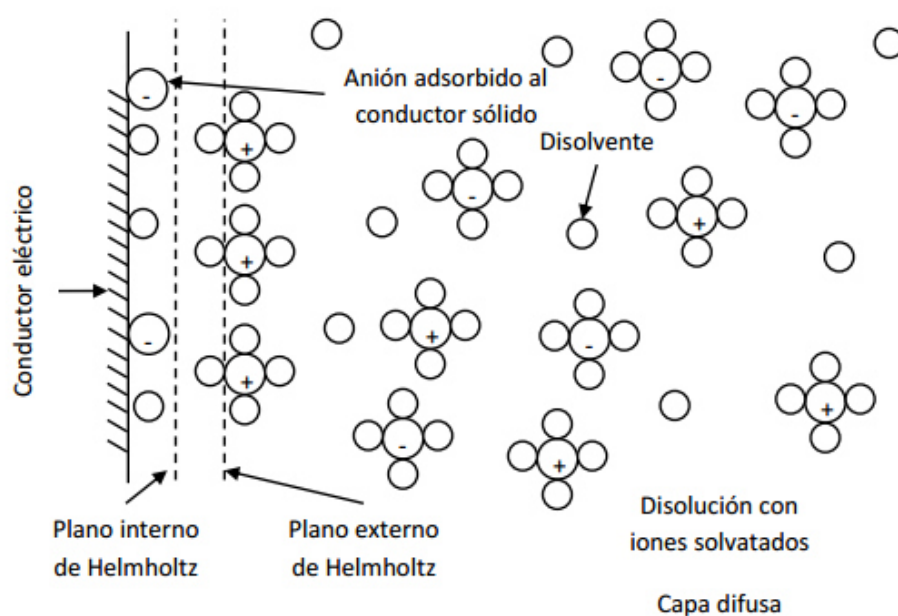 Anión adsorbido al
conductor sólido
Disolvente
Conductor eléctrico
Plano interno
de Helmholtz
Plano externo
de Helmholtz
Disolución con
iones solvatados
Capa difusa
-
-
+
+
+
-
-
-
+
+
-
-
+
+